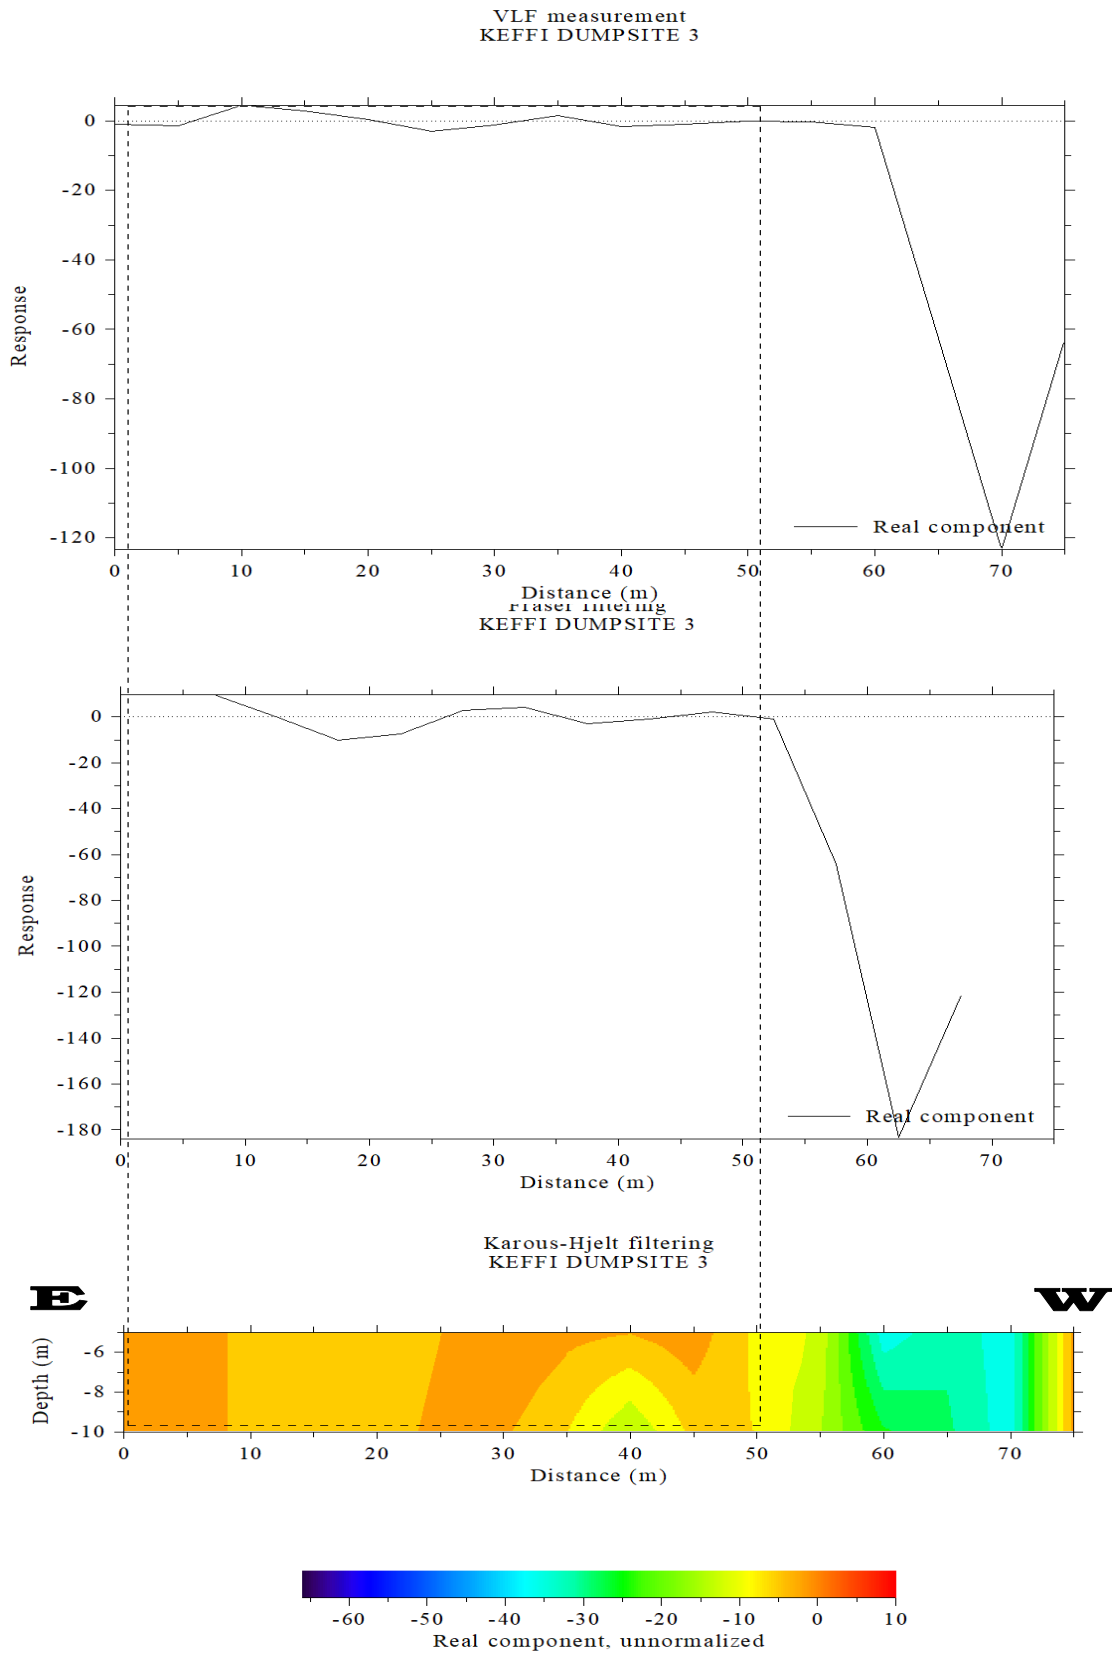 VLF measurement
KEFFI DUMPSITE 3
0
-20
-40
-60
-80
-100
-120
Response
Real component
0 10 20 30 40 50 60 70
Distance (m)
Fraser filtering
KEFFI DUMPSITE 3
0
-20
-40
-60
-80
-100
-120
-140
-160
-180
Response
Real component
0 10 20 30 40 50 60 70
Distance (m)
Karous-Hjelt filtering
KEFFI DUMPSITE 3
E W
-6
-8
-10
Depth (m)
0 10 20 30 40 50 60 70
Distance (m)
-60 -50 -40 -30 -20 -10 0 10
Real component, unnormalized